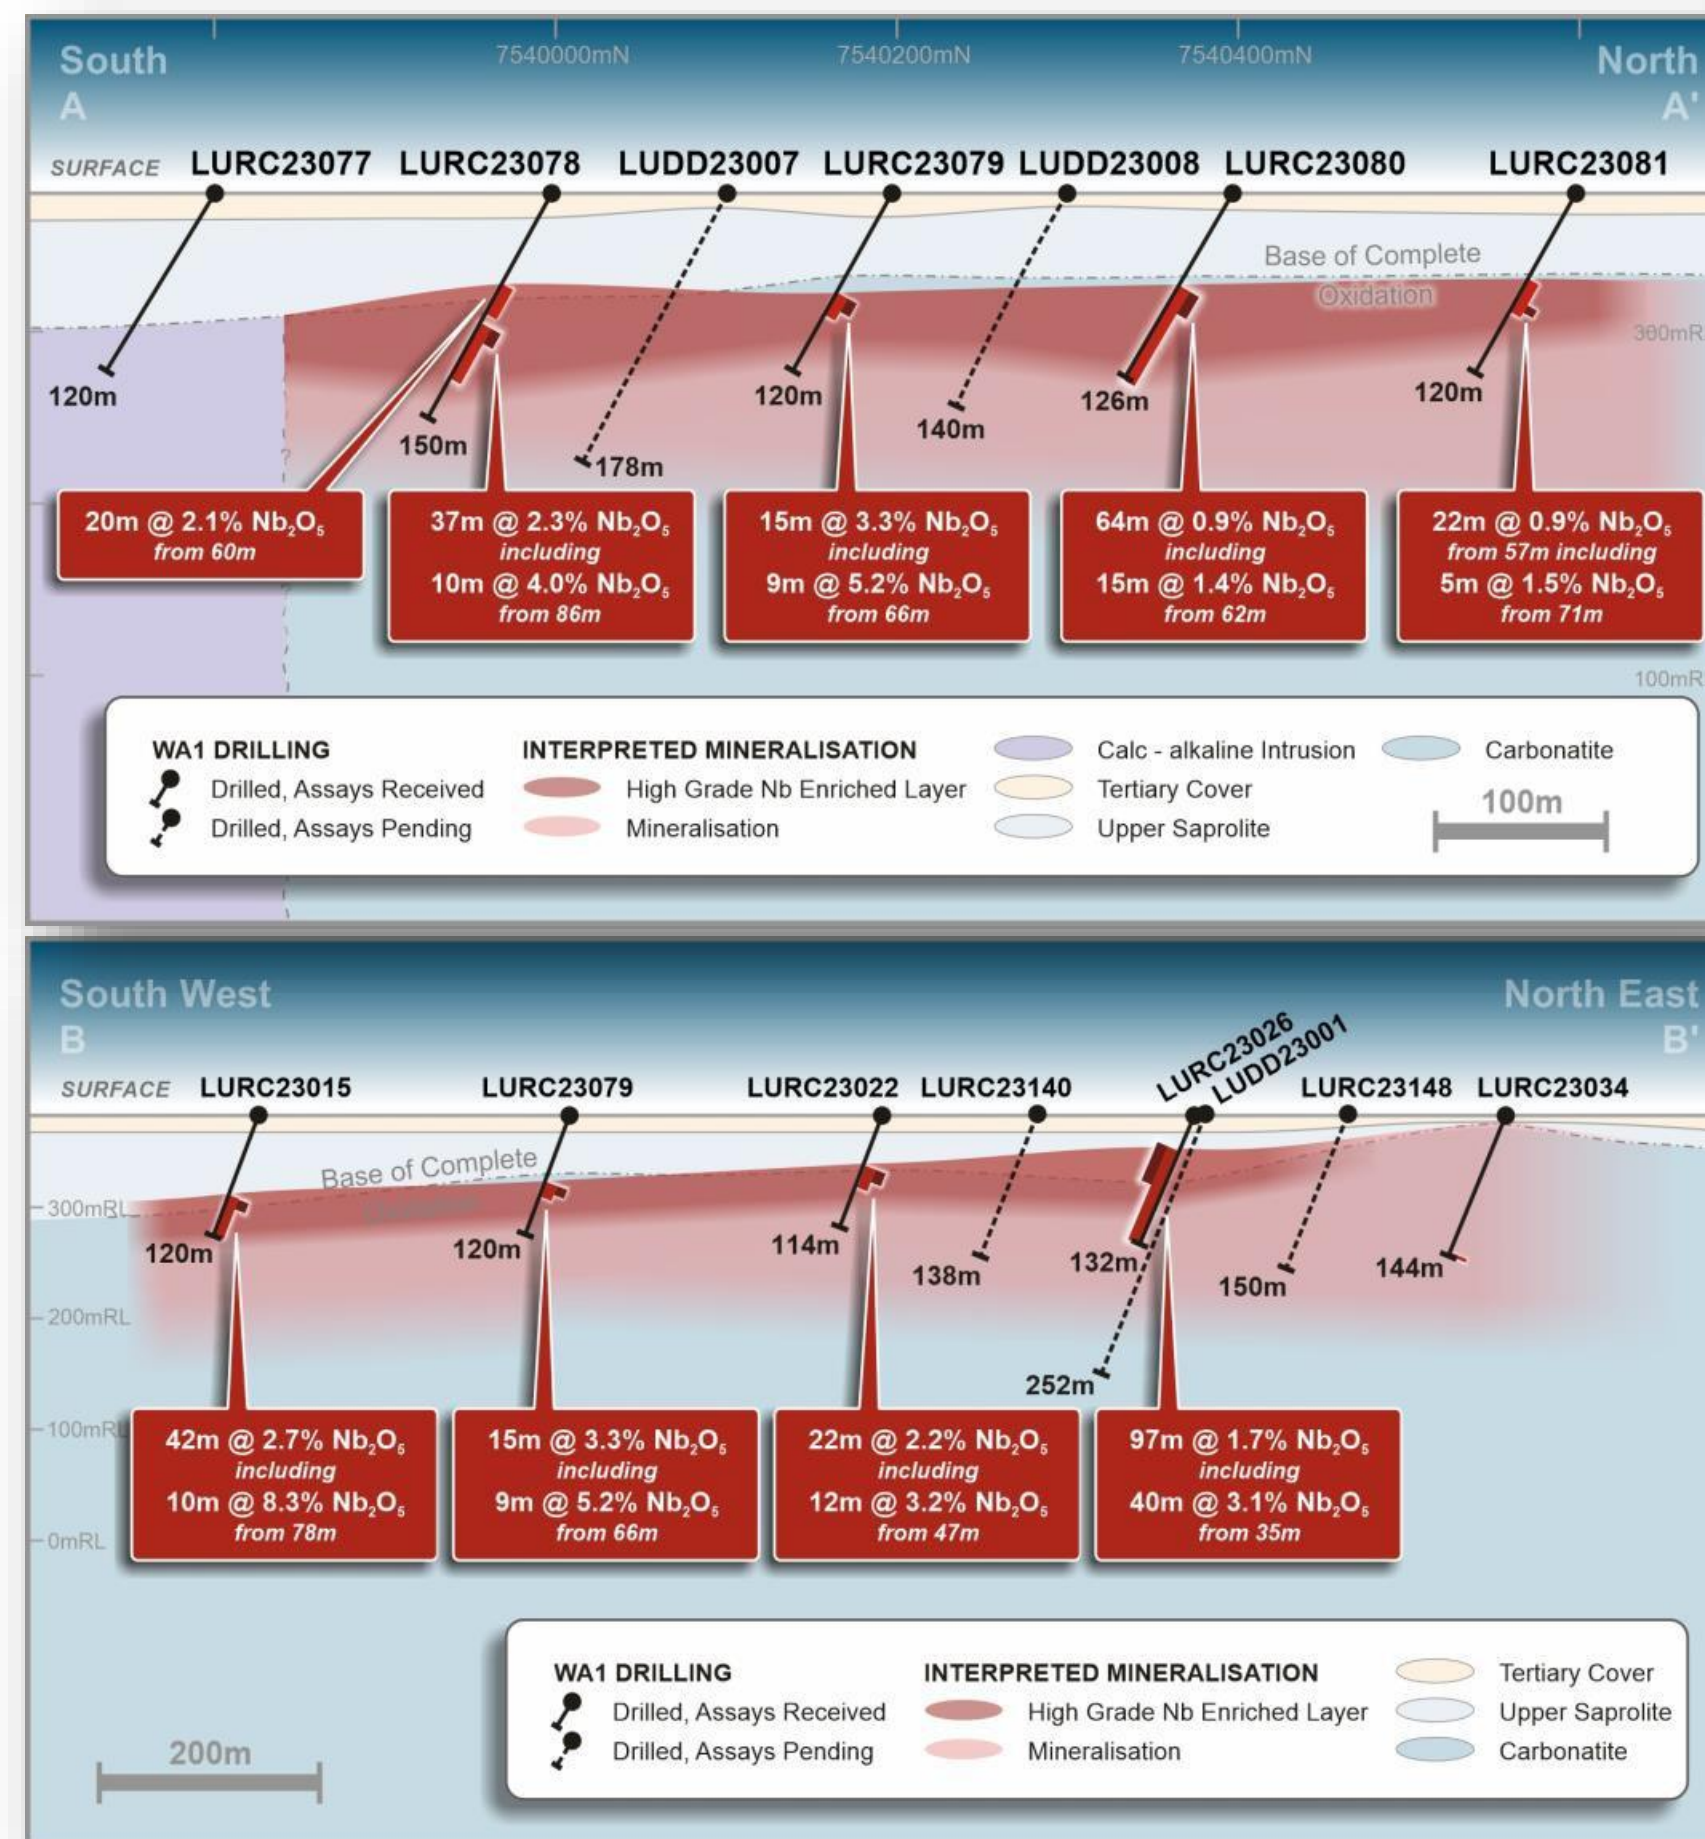 7540000mN 7540200mN 7540400mN
South North
A A'
SURFACE LURC23077 LURC23078 LUDD23007 LURC23079 LUDD23008 LURC23080 LURC23081
Base of Complete
Oxidation
300mR
120m 150m 178m 120m 140m 126m 120m
20m @ 2.1% Nb₂O₅
from 60m
37m @ 2.3% Nb₂O₅
including
10m @ 4.0% Nb₂O₅
from 86m
15m @ 3.3% Nb₂O₅
including
9m @ 5.2% Nb₂O₅
from 66m
64m @ 0.9% Nb₂O₅
including
15m @ 1.4% Nb₂O₅
from 62m
22m @ 0.9% Nb₂O₅
from 57m including
5m @ 1.5% Nb₂O₅
from 71m
? ?
100mR
WA1 DRILLING
Drilled, Assays Received
Drilled, Assays Pending
INTERPRETED MINERALISATION
High Grade Nb Enriched Layer
Mineralisation
Calc - alkaline Intrusion
Tertiary Cover
Upper Saprolite
Carbonatite
100m
South West North East
B B'
SURFACE LURC23015 LURC23079 LURC23022 LURC23140 LURC23026 LUDD23001 LURC23148 LURC23034
Base of Complete
300mRL
120m 120m 114m 138m 132m 252m 150m 144m
200mRL
100mRL
0mRL
42m @ 2.7% Nb₂O₅
including
10m @ 8.3% Nb₂O₅
from 78m
15m @ 3.3% Nb₂O₅
including
9m @ 5.2% Nb₂O₅
from 66m
22m @ 2.2% Nb₂O₅
including
12m @ 3.2% Nb₂O₅
from 47m
97m @ 1.7% Nb₂O₅
including
40m @ 3.1% Nb₂O₅
from 35m
200m
WA1 DRILLING
Drilled, Assays Received
Drilled, Assays Pending
INTERPRETED MINERALISATION
High Grade Nb Enriched Layer
Mineralisation
Tertiary Cover
Upper Saprolite
Carbonatite